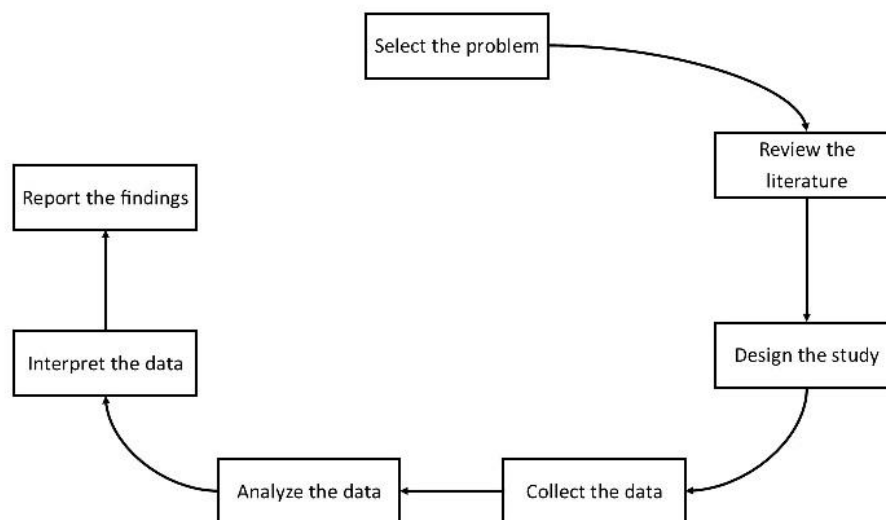 Select the problem
Review the
literature
Design the study
Collect the data
Analyze the data
Interpret the data
Report the findings